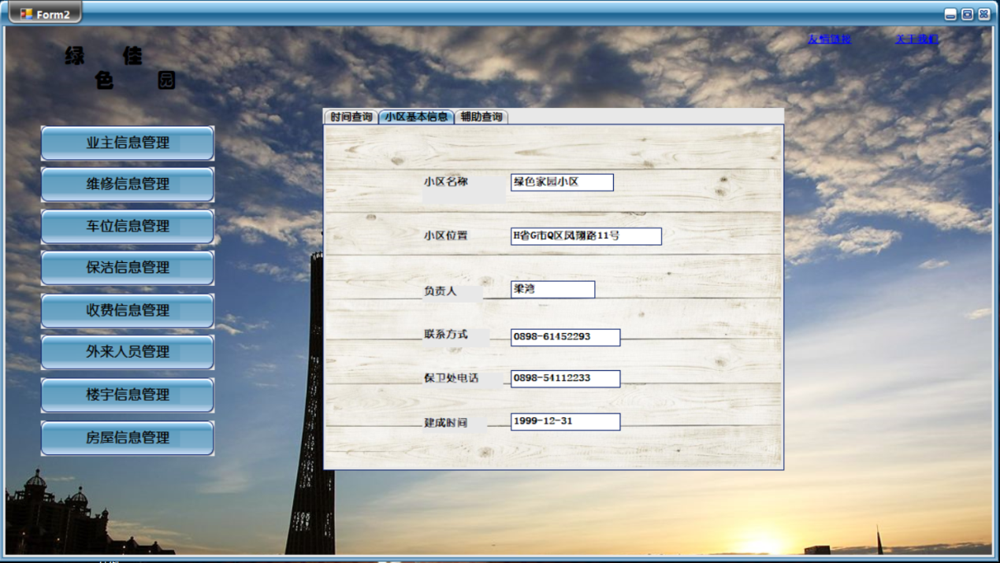 Form2
友情链接 关于我们
绿 佳
色 园
时间查询 小区基本信息 辅助查询
业主信息管理
维修信息管理
车位信息管理
保洁信息管理
收费信息管理
外来人员管理
楼宇信息管理
房屋信息管理
小区名称 绿色家园小区
小区位置 H省G市Q区凤翔路11号
负责人 梁湾
联系方式 0898-61452293
保卫处电话 0898-54112233
建成时间 1999-12-31